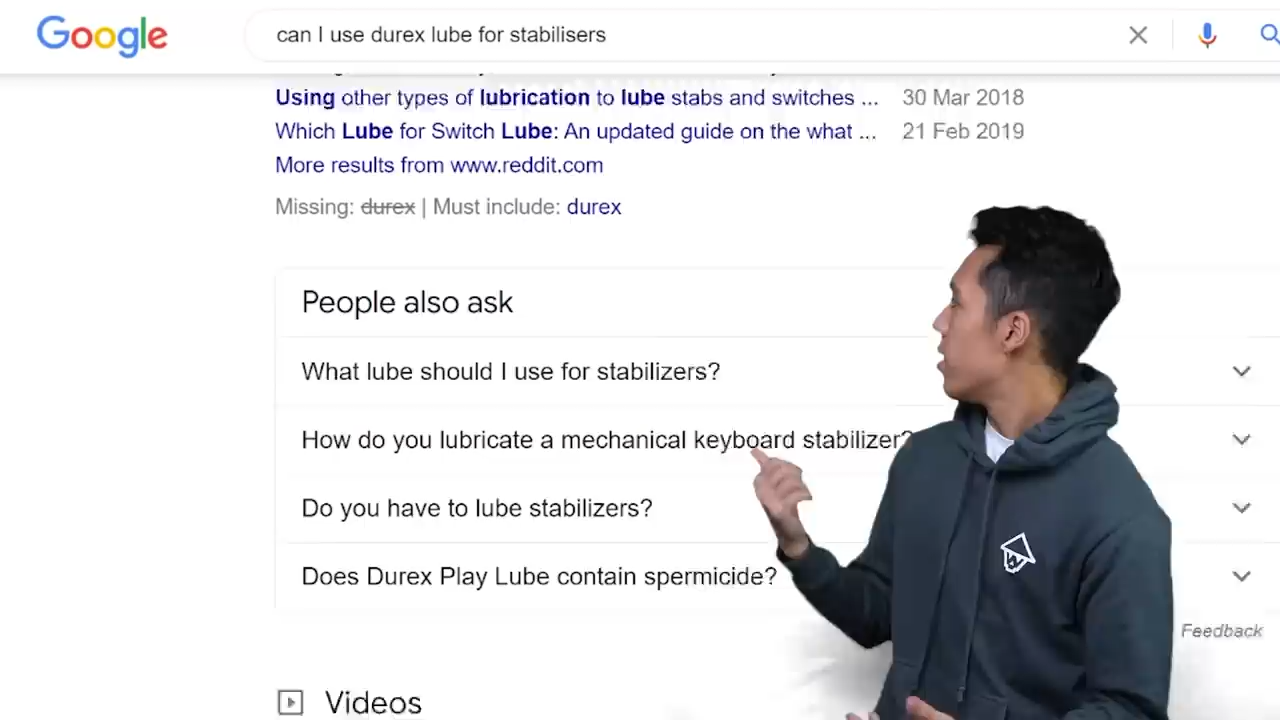 Google
can I use durex lube for stabilisers
Using other types of lubrication to lube stabs and switches ... 30 Mar 2018
Which Lube for Switch Lube: An updated guide on the what ... 21 Feb 2019
More results from www.reddit.com
Missing: durex | Must include: durex
People also ask
What lube should I use for stabilizers?
How do you lubricate a mechanical keyboard stabilizer?
Do you have to lube stabilizers?
Does Durex Play Lube contain spermicide?
Feedback
Videos